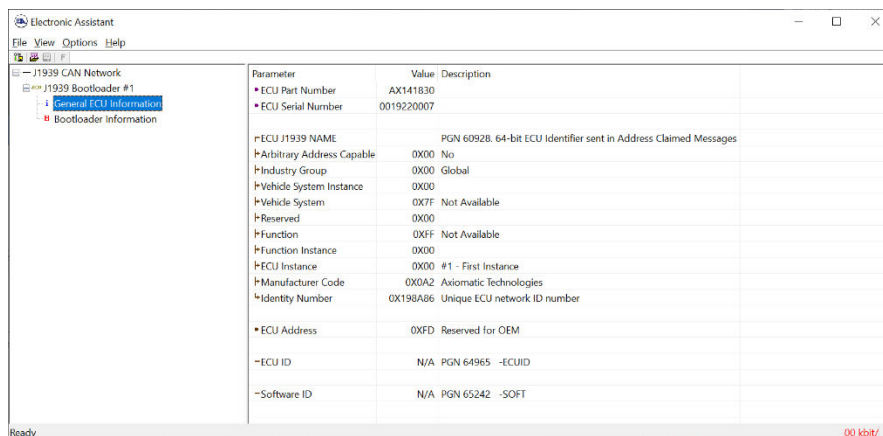 Electronic Assistant
File View Options Help
F
J1939 CAN Network
ECU J1939 Bootloader #1
i General ECU Information
B Bootloader Information
Parameter Value Description
ECU Part Number AX141830
ECU Serial Number 0019220007
ECU J1939 NAME PGN 60928. 64-bit ECU Identifier sent in Address Claimed Messages
Arbitrary Address Capable 0X00 No
Industry Group 0X00 Global
Vehicle System Instance 0X00
Vehicle System 0X7F Not Available
Reserved 0X00
Function 0XFF Not Available
Function Instance 0X00
ECU Instance 0X00 #1 - First Instance
Manufacturer Code 0X0A2 Axiomatic Technologies
Identity Number 0X198A86 Unique ECU network ID number
ECU Address 0XFD Reserved for OEM
ECU ID N/A PGN 64965 -ECUID
Software ID N/A PGN 65242 -SOFT
Ready 00 kbit/